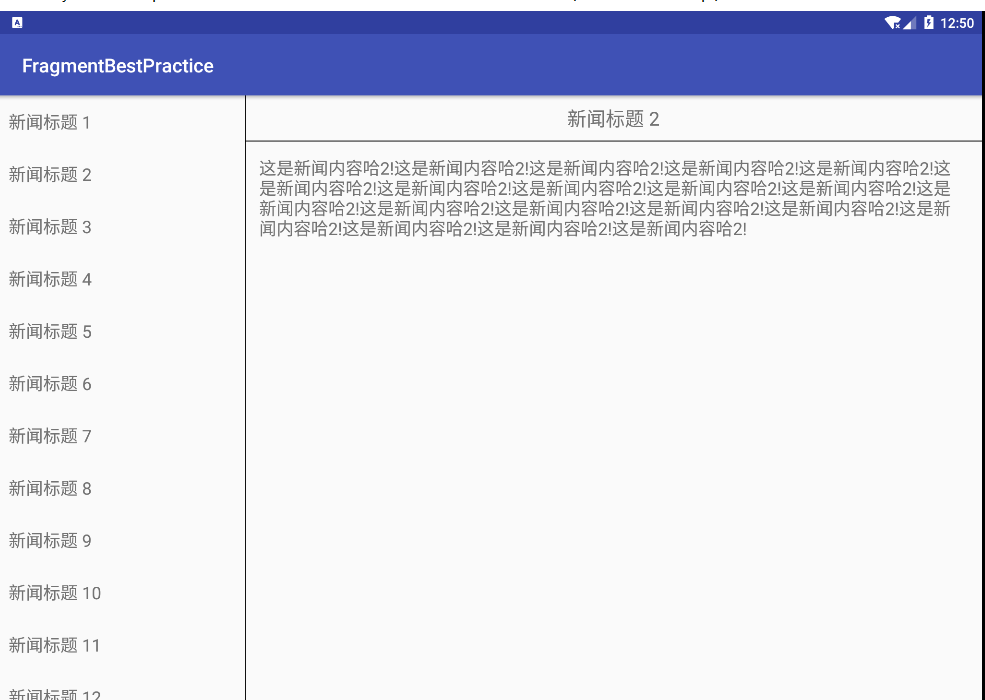 12:50
FragmentBestPractice
新闻标题 1
新闻标题 2
新闻标题 3
新闻标题 4
新闻标题 5
新闻标题 6
新闻标题 7
新闻标题 8
新闻标题 9
新闻标题 10
新闻标题 11
新闻标题 12
新闻标题 2
这是新闻内容哈2!这是新闻内容哈2!这是新闻内容哈2!这是新闻内容哈2!这是新闻内容哈2!这
是新闻内容哈2!这是新闻内容哈2!这是新闻内容哈2!这是新闻内容哈2!这是新闻内容哈2!这是
新闻内容哈2!这是新闻内容哈2!这是新闻内容哈2!这是新闻内容哈2!这是新闻内容哈2!这是新
闻内容哈2!这是新闻内容哈2!这是新闻内容哈2!这是新闻内容哈2!